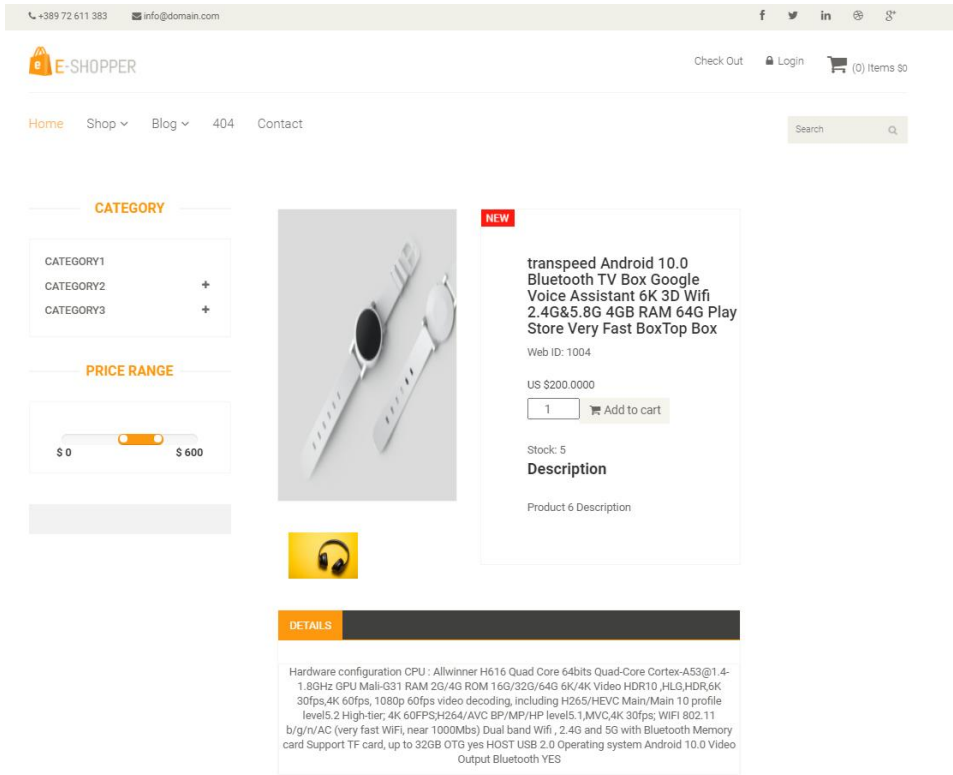 +389 72 611 383 info@domain.com
E-SHOPPER
Check Out Login (0) Items $0
Home Shop Blog 404 Contact
Search
CATEGORY
CATEGORY1
CATEGORY2
CATEGORY3
PRICE RANGE
$ 0 $ 600
NEW
transpeed Android 10.0
Bluetooth TV Box Google
Voice Assistant 6K 3D Wifi
2.4G&5.8G 4GB RAM 64G Play
Store Very Fast BoxTop Box
Web ID: 1004
US $200.0000
1 Add to cart
Stock: 5
Description
Product 6 Description
DETAILS
Hardware configuration CPU : Allwinner H616 Quad Core 64bits Quad-Core Cortex-A53@1.4-
1.8GHz GPU Mali-G31 RAM 2G/4G ROM 16G/32G/64G 6K/4K Video HDR10 ,HLG,HDR,6K
30fps,4K 60fps, 1080p 60fps video decoding, including H265/HEVC Main/Main 10 profile
level5.2 High-tier; 4K 60FPS;H264/AVC BP/MP/HP level5.1,MVC,4K 30fps; WIFI 802.11
b/g/n/AC (very fast WiFi, near 1000Mbs) Dual band Wifi , 2.4G and 5G with Bluetooth Memory
card Support TF card, up to 32GB OTG yes HOST USB 2.0 Operating system Android 10.0 Video
Output Bluetooth YES